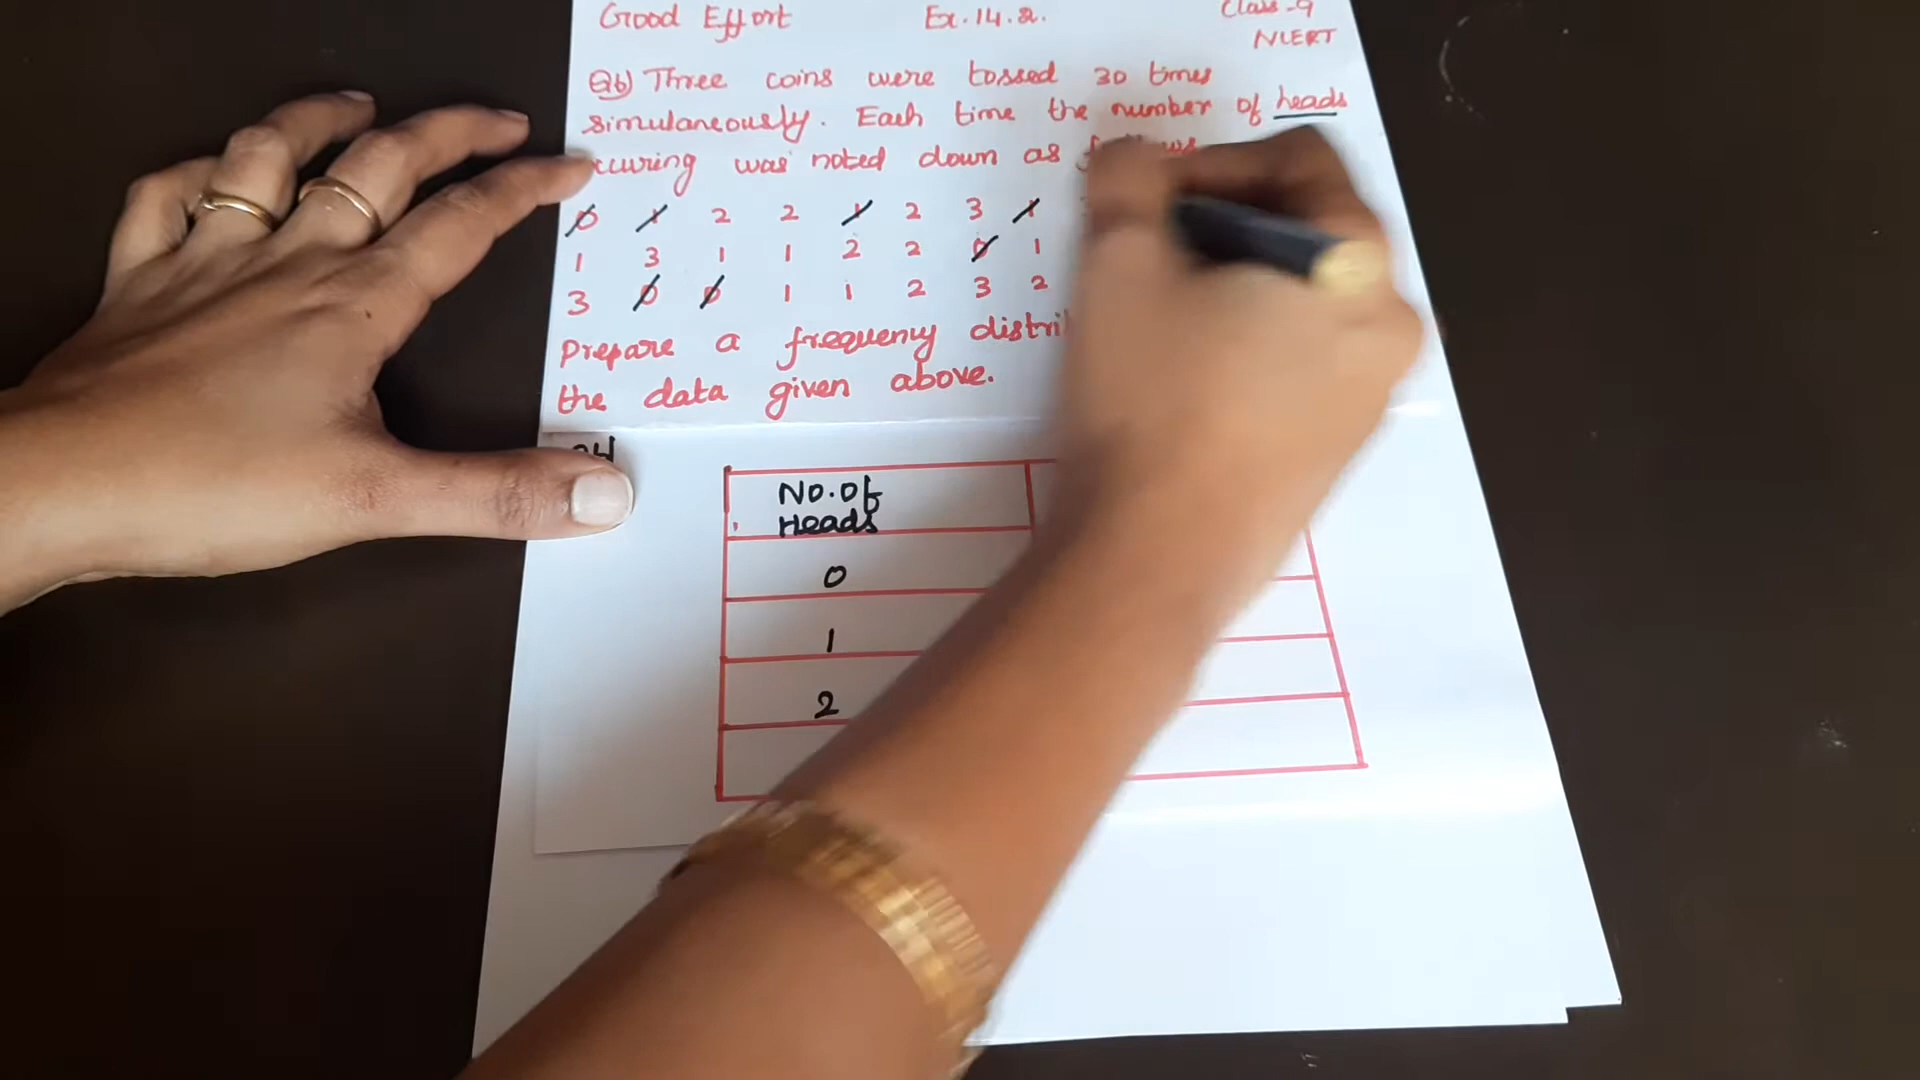 Good Effort Ex. 14.2. Class-9
NCERT
Q6) Three coins were tossed 30 times
simulaneously. Each time the number of heads
curing was noted down as
0 1 2 2 1 2 3 1
1 3 1 1 2 2 0 1
3 0 0 1 1 2 3 2
Prepare a frequency distri
the data given above.
No. Of
Heads
0
1
2